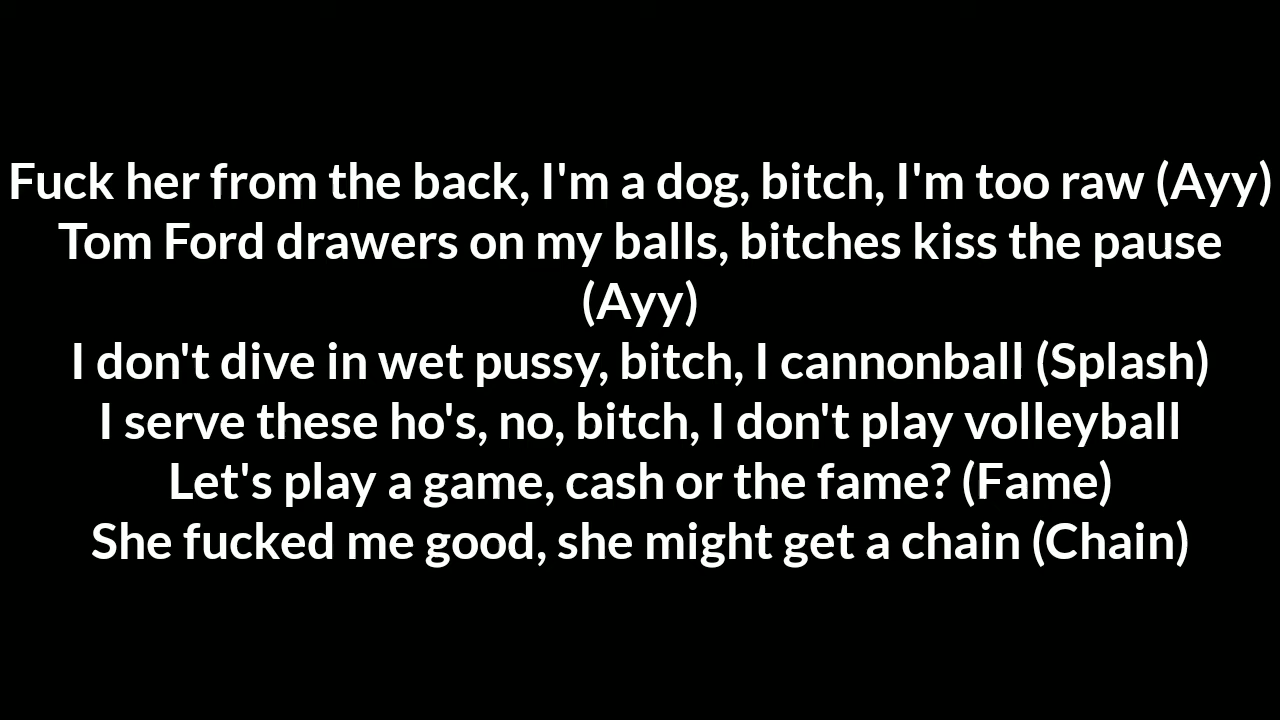 Fuck her from the back, I'm a dog, bitch, I'm too raw (Ayy)
Tom Ford drawers on my balls, bitches kiss the pause
(Ayy)
I don't dive in wet pussy, bitch, I cannonball (Splash)
I serve these ho's, no, bitch, I don't play volleyball
Let's play a game, cash or the fame? (Fame)
She fucked me good, she might get a chain (Chain)